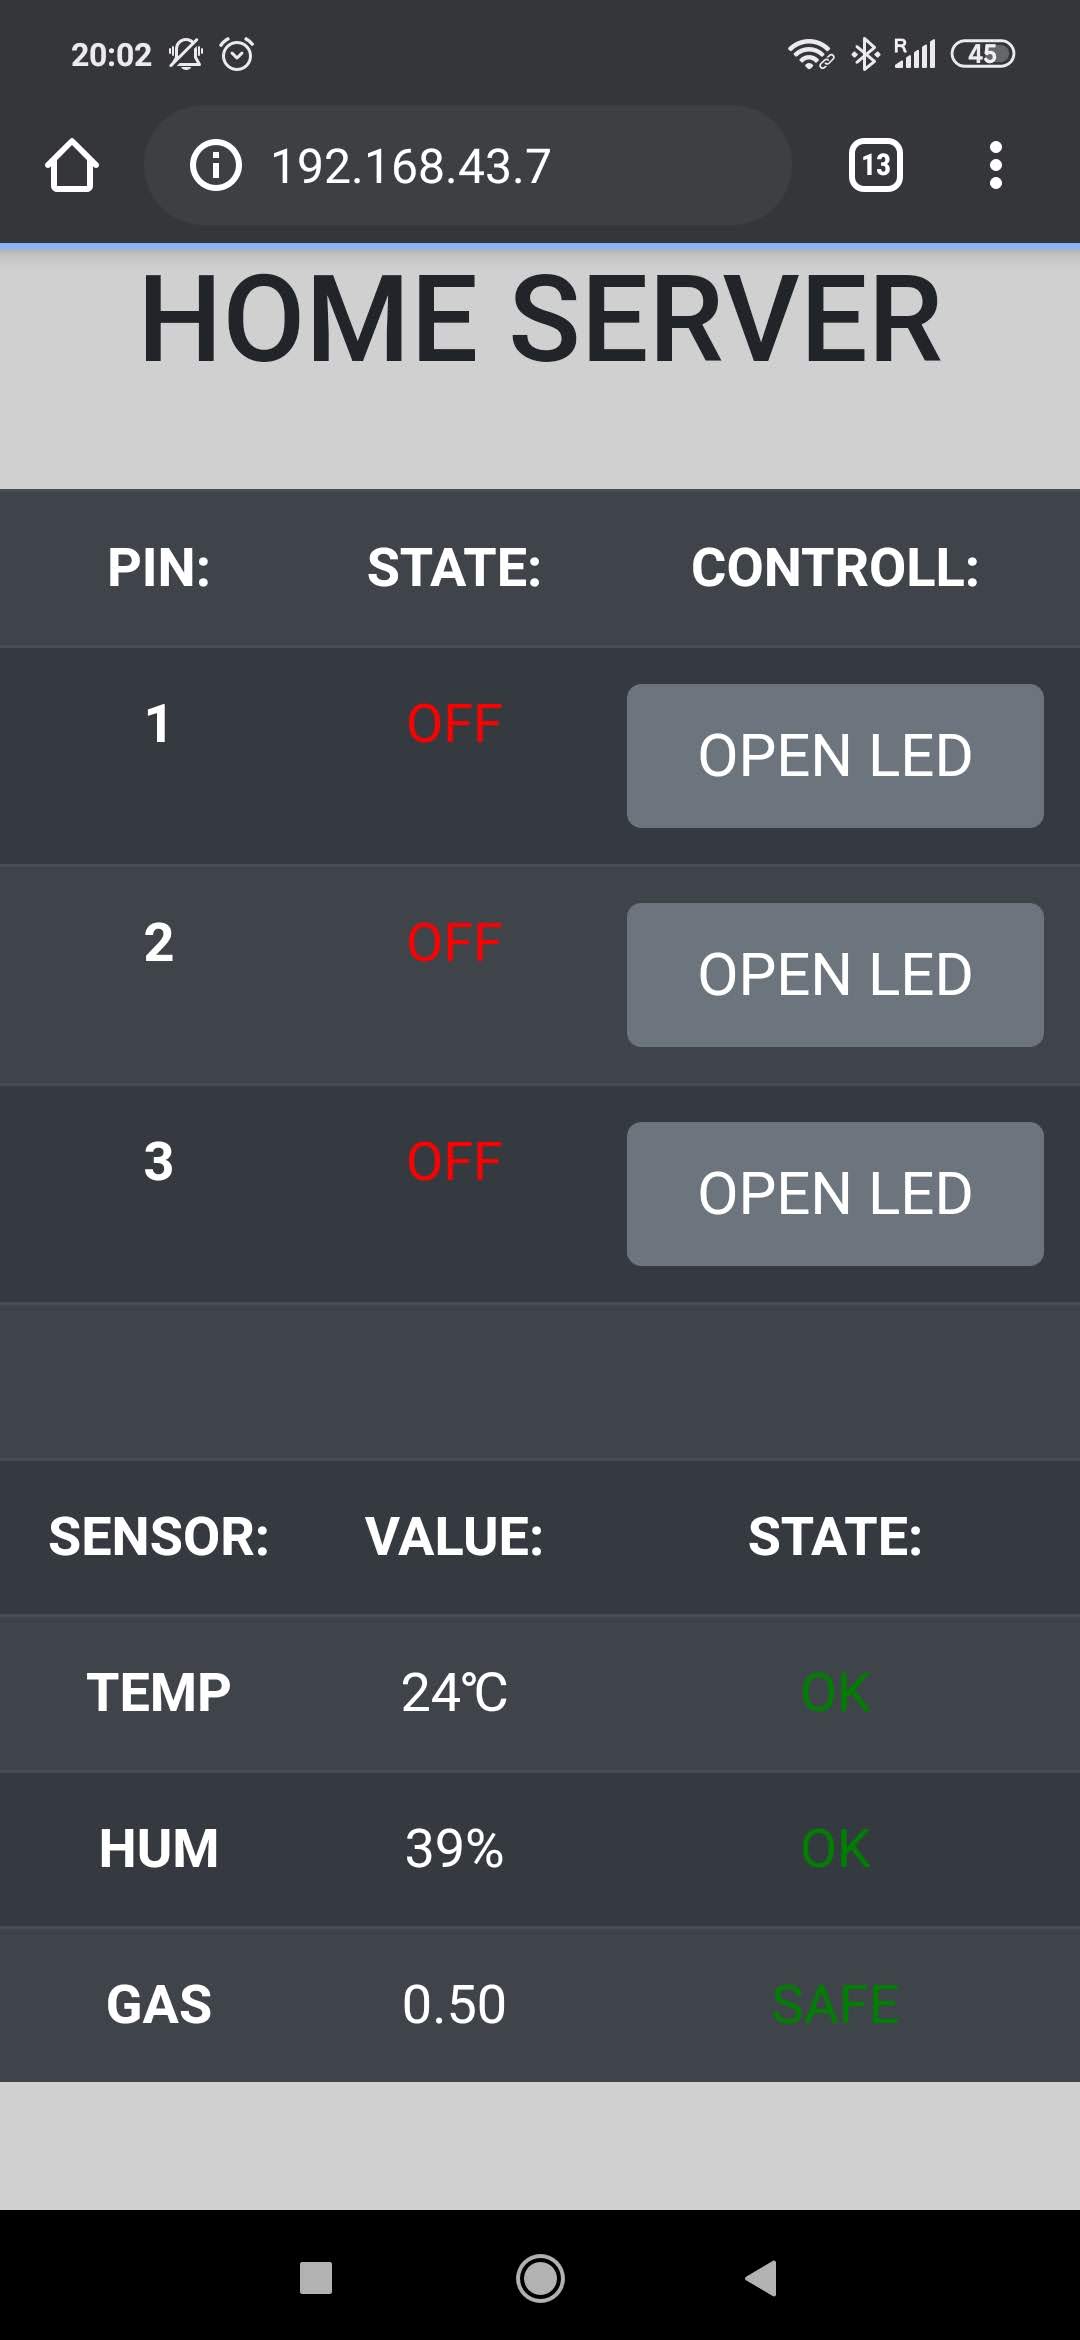 20:02 R 45
192.168.43.7 13
HOME SERVER
PIN: STATE: CONTROLL:
1 OFF OPEN LED
2 OFF OPEN LED
3 OFF OPEN LED
SENSOR: VALUE: STATE:
TEMP 24℃ OK
HUM 39% OK
GAS 0.50 SAFE